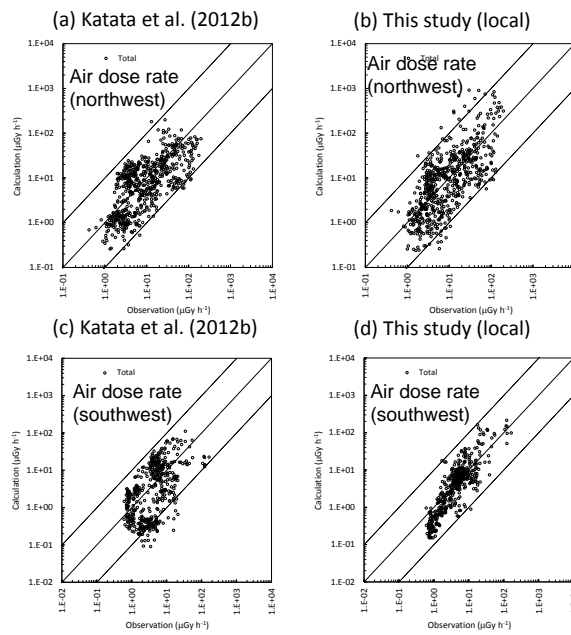 (a) Katata et al. (2012b)
1.E+04
1.E+03
1.E+02
1.E+01
1.E+00
1.E-01
Calculation (μGy h⁻¹)
Total
Air dose rate
(northwest)
1.E-01
1.E+00
1.E+01
1.E+02
1.E+03
1.E+04
Observation (μGy h⁻¹)
(b) This study (local)
1.E+04
1.E+03
1.E+02
1.E+01
1.E+00
1.E-01
Calculation (μGy h⁻¹)
Total
Air dose rate
(northwest)
1.E-01
1.E+00
1.E+01
1.E+02
1.E+03
Observation (μGy h⁻¹)
(c) Katata et al. (2012b)
1.E+04
1.E+03
1.E+02
1.E+01
1.E+00
1.E-01
1.E-02
Calculation (μGy h⁻¹)
Total
Air dose rate
(southwest)
1.E-02
1.E-01
1.E+00
1.E+01
1.E+02
1.E+03
1.E+04
Observation (μGy h⁻¹)
(d) This study (local)
1.E+04
1.E+03
1.E+02
1.E+01
1.E+00
1.E-01
1.E-02
Calculation (μGy h⁻¹)
Total
Air dose rate
(southwest)
1.E-02
1.E-01
1.E+00
1.E+01
1.E+02
1.E+03
Observation (μGy h⁻¹)